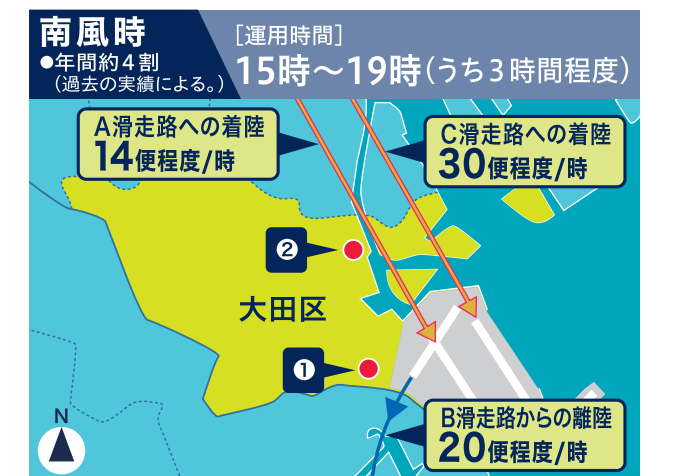 南風時
●年間約４割
（過去の実績による。）
［運用時間］
15時～19時（うち３時間程度）
A滑走路への着陸
14便程度/時
C滑走路への着陸
30便程度/時
❷
大田区
❶
B滑走路からの離陸
20便程度/時
N